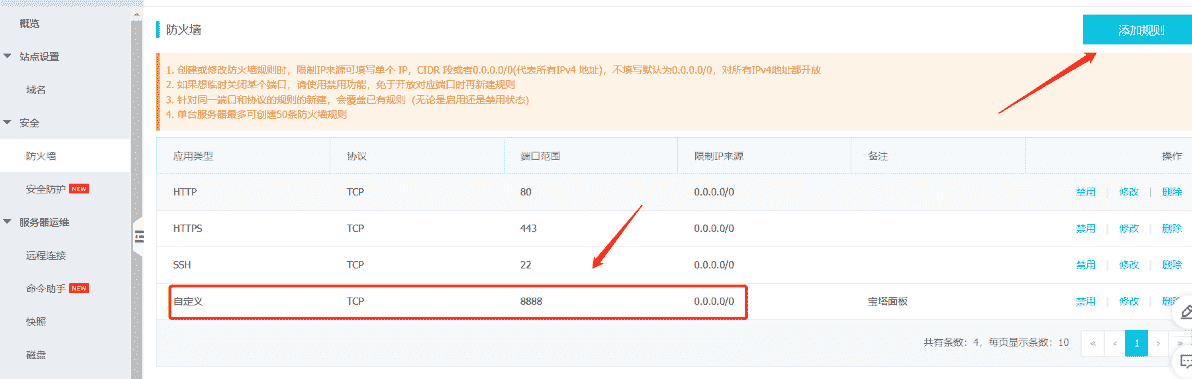 概览
站点设置
域名
安全
防火墙
安全防护 NEW
服务器运维
远程连接
命令助手 NEW
快照
磁盘
防火墙
添加规则
1. 创建或修改防火墙规则时，限制IP来源可填写单个 IP，CIDR 段或者0.0.0.0/0(代表所有IPv4 地址)，不填写默认为0.0.0.0/0，对所有IPv4地址都开放
2. 如果想临时关闭某个端口，请使用禁用功能，免于开放对应端口时再新建规则
3. 针对同一端口和协议的规则的新建，会覆盖已有规则（无论是启用还是禁用状态）
4. 单台服务器最多可创建50条防火墙规则
应用类型 协议 端口范围 限制IP来源 备注 操作
HTTP TCP 80 0.0.0.0/0 禁用 | 修改 | 删除
HTTPS TCP 443 0.0.0.0/0 禁用 | 修改 | 删除
SSH TCP 22 0.0.0.0/0 禁用 | 修改 | 删除
自定义 TCP 8888 0.0.0.0/0 宝塔面板 禁用 | 修改 | 删除
共有条数：4，每页显示条数：10 « ‹ 1 › »